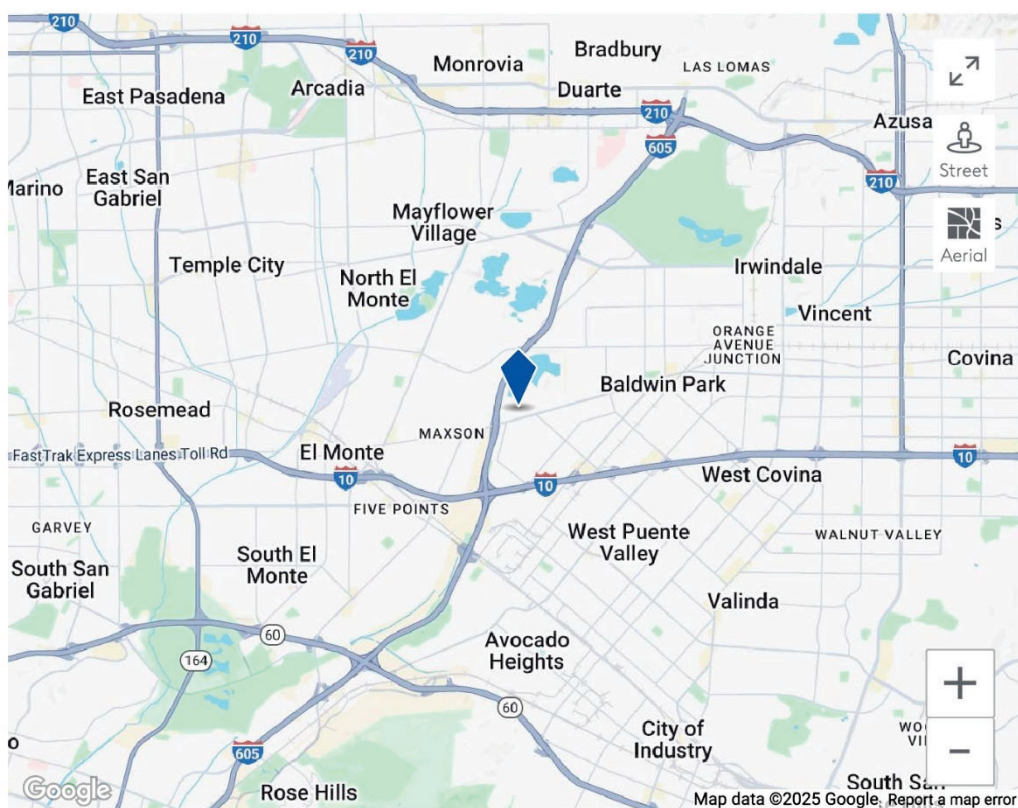 210
210
210
Bradbury
Monrovia
LAS LOMAS
Arcadia
Duarte
East Pasadena
210
Azusa
605
Street
Marino
East San
Gabriel
210
Mayflower
Village
s
Aerial
Temple City
North El
Monte
Irwindale
Vincent
ORANGE
AVENUE
JUNCTION
Covina
Baldwin Park
Rosemead
MAXSON
FastTrak Express Lanes Toll Rd
El Monte
10
10
10
West Covina
FIVE POINTS
GARVEY
West Puente
Valley
WALNUT VALLEY
South El
Monte
South San
Gabriel
Valinda
60
164
Avocado
Heights
+
60
City of
Industry
o
605
−
Google
Rose Hills
South San
Map data ©2025 Google, Report a map error